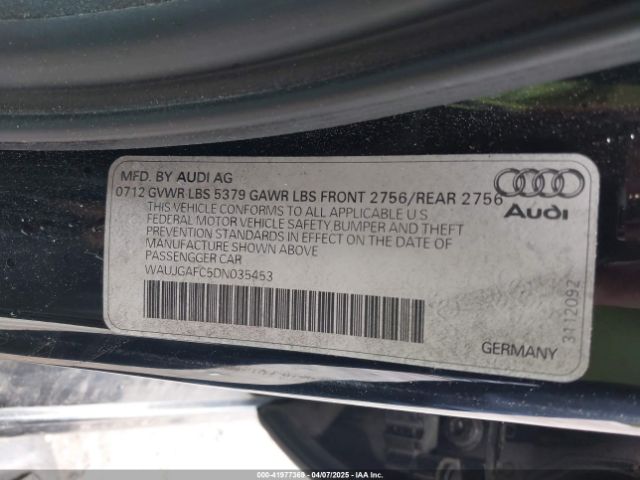 MFD. BY AUDI AG
0712 GVWR LBS 5379 GAWR LBS FRONT 2756/REAR 2756
THIS VEHICLE CONFORMS TO ALL APPLICABLE U.S
FEDERAL MOTOR VEHICLE SAFETY BUMPER AND THEFT
PREVENTION STANDARDS IN EFFECT ON THE DATE OF
MANUFACTURE SHOWN ABOVE
PASSENGGER CAR
WAUJGAFC5DN035453
Audi
GERMANY
3112092
000-41977369 - 04/07/2025 - IAA Inc.